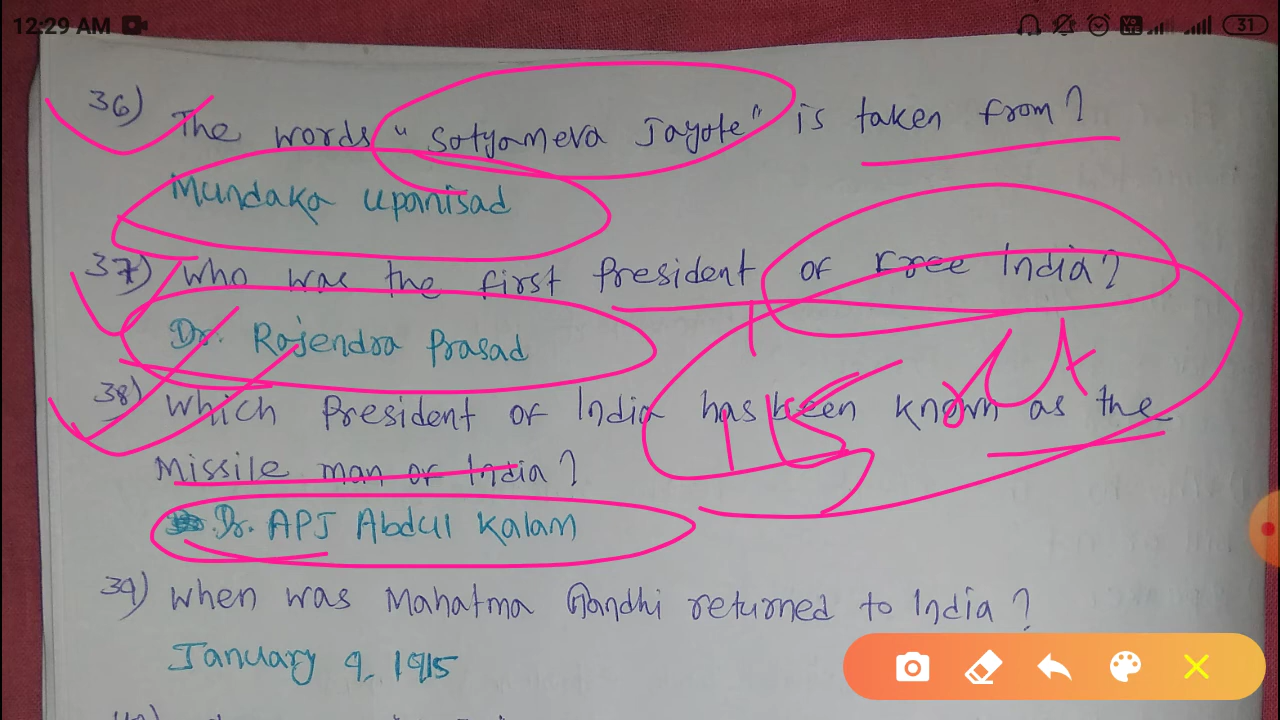 12:29 AM 31
36) The words "Satyameva Jayate" is taken from?
Mundaka Upanisad
37) Who was the first President of Free India?
Dr. Rajendra Prasad
38) Which President of India has been known as the
Missile man of India?
Dr. APJ Abdul Kalam
39) When was Mahatma Gandhi returned to India?
January 9, 1915